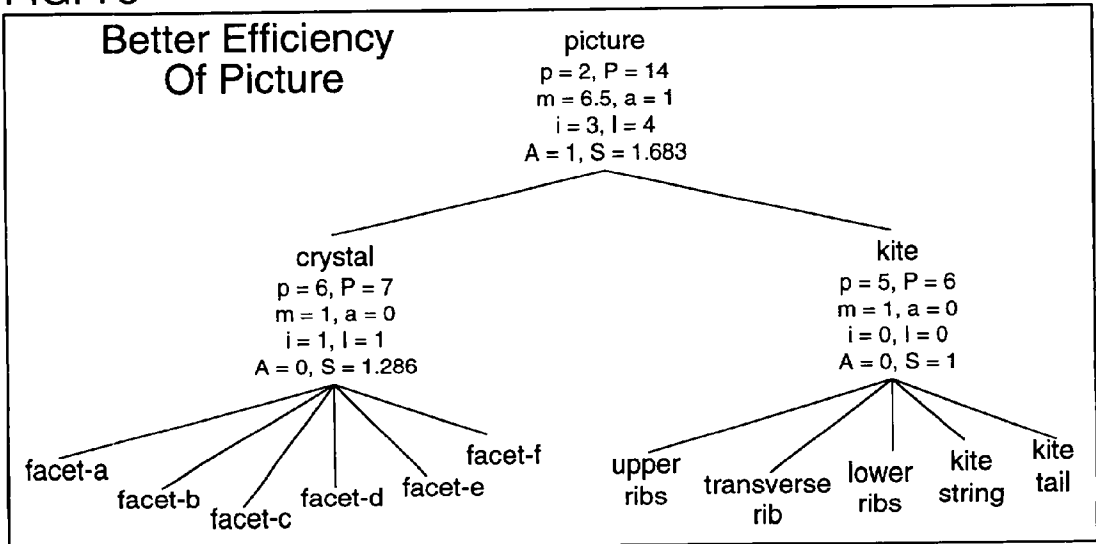 Better Efficiency
Of Picture
picture
p = 2, P = 14
m = 6.5, a = 1
i = 3, I = 4
A = 1, S = 1.683
crystal
p = 6, P = 7
m = 1, a = 0
i = 1, I = 1
A = 0, S = 1.286
kite
p = 5, P = 6
m = 1, a = 0
i = 0, I = 0
A = 0, S = 1
facet-a
facet-b
facet-c
facet-d
facet-e
facet-f
upper
ribs
transverse
rib
lower
ribs
kite
string
kite
tail